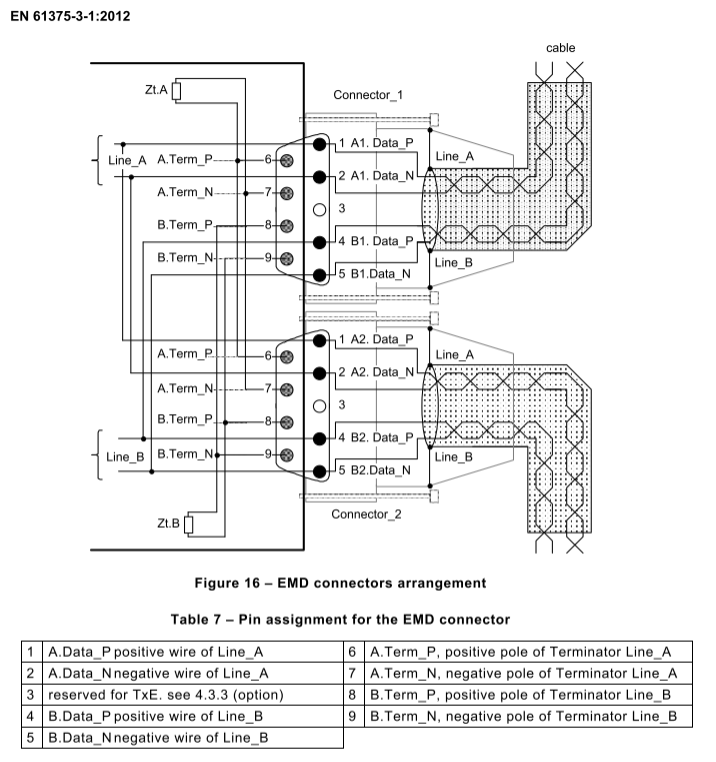 EN 61375-3-1:2012
cable
Zt.A
Connector_1
1 A1. Data_P
Line_A A.Term_P 6
Line_A
2 A1. Data_N
A.Term_N 7
3
B.Term_P 8
4 B1. Data_P
B.Term_N 9
Line_B
5 B1.Data_N
1 A2. Data_P
A.Term_P 6
Line_A
2 A2. Data_N
A.Term_N 7
3
B.Term_P 8
4 B2. Data_P
Line_B B.Term_N 9
Line_B
5 B2.Data_N
Connector_2
Zt.B
Figure 16 – EMD connectors arrangement
Table 7 – Pin assignment for the EMD connector
1 A.Data_P positive wire of Line_A 6 A.Term_P, positive pole of Terminator Line_A
2 A.Data_N negative wire of Line_A 7 A.Term_N, negative pole of Terminator Line_A
3 reserved for TxE. see 4.3.3 (option) 8 B.Term_P, positive pole of Terminator Line_B
4 B.Data_P positive wire of Line_B 9 B.Term_N, negative pole of Terminator Line_B
5 B.Data_N negative wire of Line_B